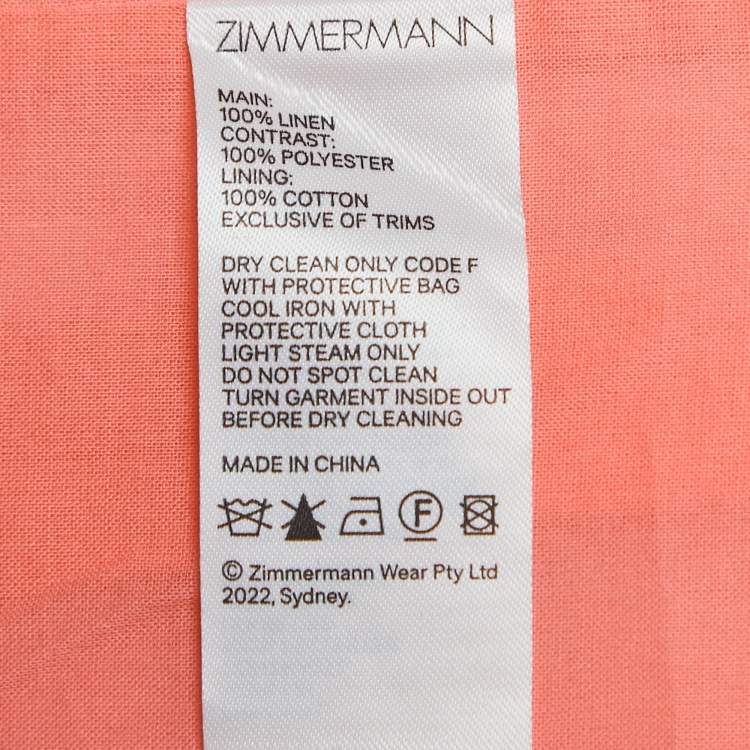 ZIMMERMANN
MAIN:
100% LINEN
CONTRAST:
100% POLYESTER
LINING:
100% COTTON
EXCLUSIVE OF TRIMS
DRY CLEAN ONLY CODE F
WITH PROTECTIVE BAG
COOL IRON WITH
PROTECTIVE CLOTH
LIGHT STEAM ONLY
DO NOT SPOT CLEAN
TURN GARMENT INSIDE OUT
BEFORE DRY CLEANING
MADE IN CHINA
F
© Zimmermann Wear Pty Ltd
2022, Sydney.